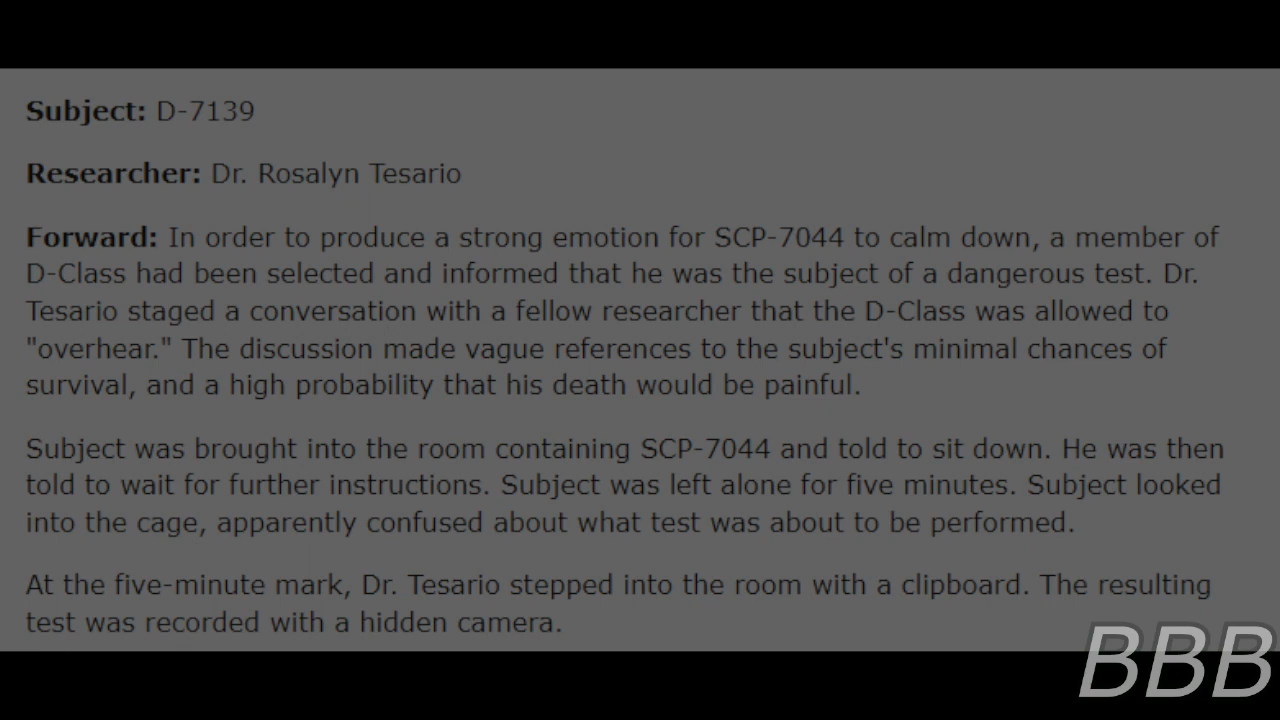 Subject: D-7139
Researcher: Dr. Rosalyn Tesario
Forward: In order to produce a strong emotion for SCP-7044 to calm down, a member of
D-Class had been selected and informed that he was the subject of a dangerous test. Dr.
Tesario staged a conversation with a fellow researcher that the D-Class was allowed to
"overhear." The discussion made vague references to the subject's minimal chances of
survival, and a high probability that his death would be painful.
Subject was brought into the room containing SCP-7044 and told to sit down. He was then
told to wait for further instructions. Subject was left alone for five minutes. Subject looked
into the cage, apparently confused about what test was about to be performed.
At the five-minute mark, Dr. Tesario stepped into the room with a clipboard. The resulting
test was recorded with a hidden camera.
BBB